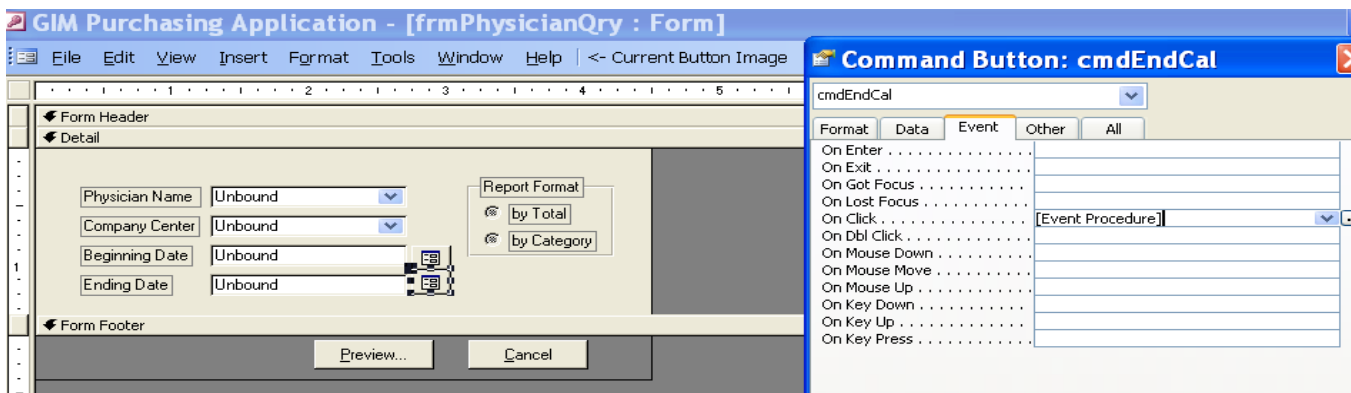 GIM Purchasing Application - [frmPhysicianQry : Form]
File Edit View Insert Format Tools Window Help <- Current Button Image
1 2 3 4 5
Form Header
Detail
Physician Name Unbound
Company Center Unbound
Beginning Date Unbound
Ending Date Unbound
Report Format
by Total
by Category
1
Form Footer
Preview... Cancel
Command Button: cmdEndCal
cmdEndCal
Format Data Event Other All
On Enter . . . . . . . . . . . . . . .
On Exit . . . . . . . . . . . . . . . .
On Got Focus . . . . . . . . . . .
On Lost Focus . . . . . . . . . . .
On Click . . . . . . . . . . . . . . . . [Event Procedure]
On Dbl Click . . . . . . . . . . . . .
On Mouse Down . . . . . . . . .
On Mouse Move . . . . . . . . . .
On Mouse Up . . . . . . . . . . . .
On Key Down . . . . . . . . . . . .
On Key Up . . . . . . . . . . . . .
On Key Press . . . . . . . . . . . .